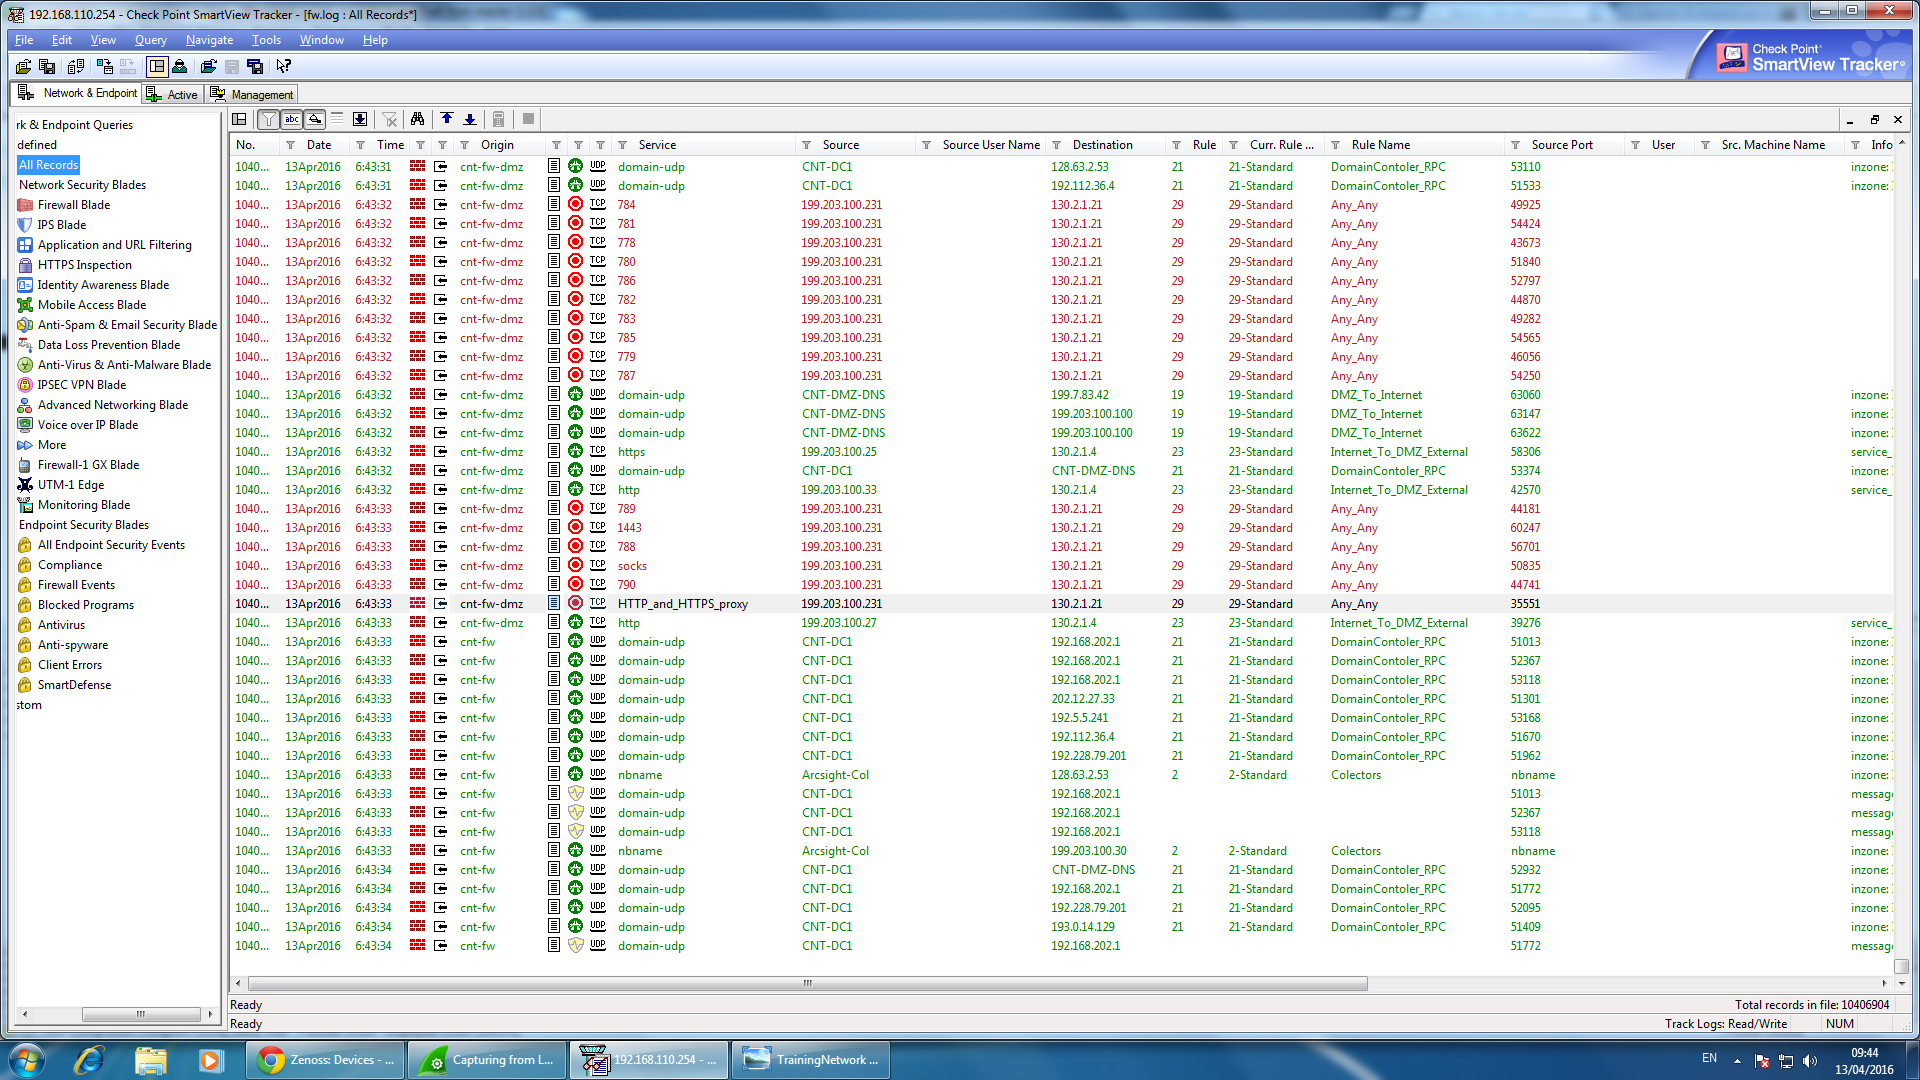 192.168.110.254 - Check Point SmartView Tracker - [fw.log : All Records*]
File Edit View Query Navigate Tools Window Help
Check Point
SmartView Tracker
Network & Endpoint Active Management
rk & Endpoint Queries
defined
All Records
Network Security Blades
Firewall Blade
IPS Blade
Application and URL Filtering
HTTPS Inspection
Identity Awareness Blade
Mobile Access Blade
Anti-Spam & Email Security Blade
Data Loss Prevention Blade
Anti-Virus & Anti-Malware Blade
IPSEC VPN Blade
Advanced Networking Blade
Voice over IP Blade
More
Firewall-1 GX Blade
UTM-1 Edge
Monitoring Blade
Endpoint Security Blades
All Endpoint Security Events
Compliance
Firewall Events
Blocked Programs
Antivirus
Anti-spyware
Client Errors
SmartDefense
stom
abc
No. Date Time Origin Service Source Source User Name Destination Rule Curr. Rule ... Rule Name Source Port User Src. Machine Name Info
1040... 13Apr2016 6:43:31 cnt-fw-dmz UDP domain-udp CNT-DC1 128.63.2.53 21 21-Standard DomainContoler_RPC 53110 inzone:
1040... 13Apr2016 6:43:31 cnt-fw-dmz UDP domain-udp CNT-DC1 192.112.36.4 21 21-Standard DomainContoler_RPC 51533 inzone:
1040... 13Apr2016 6:43:32 cnt-fw-dmz TCP 784 199.203.100.231 130.2.1.21 29 29-Standard Any_Any 49925
1040... 13Apr2016 6:43:32 cnt-fw-dmz TCP 781 199.203.100.231 130.2.1.21 29 29-Standard Any_Any 54424
1040... 13Apr2016 6:43:32 cnt-fw-dmz TCP 778 199.203.100.231 130.2.1.21 29 29-Standard Any_Any 43673
1040... 13Apr2016 6:43:32 cnt-fw-dmz TCP 780 199.203.100.231 130.2.1.21 29 29-Standard Any_Any 51840
1040... 13Apr2016 6:43:32 cnt-fw-dmz TCP 786 199.203.100.231 130.2.1.21 29 29-Standard Any_Any 52797
1040... 13Apr2016 6:43:32 cnt-fw-dmz TCP 782 199.203.100.231 130.2.1.21 29 29-Standard Any_Any 44870
1040... 13Apr2016 6:43:32 cnt-fw-dmz TCP 783 199.203.100.231 130.2.1.21 29 29-Standard Any_Any 49282
1040... 13Apr2016 6:43:32 cnt-fw-dmz TCP 785 199.203.100.231 130.2.1.21 29 29-Standard Any_Any 54565
1040... 13Apr2016 6:43:32 cnt-fw-dmz TCP 779 199.203.100.231 130.2.1.21 29 29-Standard Any_Any 46056
1040... 13Apr2016 6:43:32 cnt-fw-dmz TCP 787 199.203.100.231 130.2.1.21 29 29-Standard Any_Any 54250
1040... 13Apr2016 6:43:32 cnt-fw-dmz UDP domain-udp CNT-DMZ-DNS 199.7.83.42 19 19-Standard DMZ_To_Internet 63060 inzone:
1040... 13Apr2016 6:43:32 cnt-fw-dmz UDP domain-udp CNT-DMZ-DNS 199.203.100.100 19 19-Standard DMZ_To_Internet 63147 inzone:
1040... 13Apr2016 6:43:32 cnt-fw-dmz UDP domain-udp CNT-DMZ-DNS 199.203.100.100 19 19-Standard DMZ_To_Internet 63622 inzone:
1040... 13Apr2016 6:43:32 cnt-fw-dmz TCP https 199.203.100.25 130.2.1.4 23 23-Standard Internet_To_DMZ_External 58306 service_
1040... 13Apr2016 6:43:32 cnt-fw-dmz UDP domain-udp CNT-DC1 CNT-DMZ-DNS 21 21-Standard DomainContoler_RPC 53374 inzone:
1040... 13Apr2016 6:43:32 cnt-fw-dmz TCP http 199.203.100.33 130.2.1.4 23 23-Standard Internet_To_DMZ_External 42570 service_
1040... 13Apr2016 6:43:33 cnt-fw-dmz TCP 789 199.203.100.231 130.2.1.21 29 29-Standard Any_Any 44181
1040... 13Apr2016 6:43:33 cnt-fw-dmz TCP 1443 199.203.100.231 130.2.1.21 29 29-Standard Any_Any 60247
1040... 13Apr2016 6:43:33 cnt-fw-dmz TCP 788 199.203.100.231 130.2.1.21 29 29-Standard Any_Any 56701
1040... 13Apr2016 6:43:33 cnt-fw-dmz TCP socks 199.203.100.231 130.2.1.21 29 29-Standard Any_Any 50835
1040... 13Apr2016 6:43:33 cnt-fw-dmz TCP 790 199.203.100.231 130.2.1.21 29 29-Standard Any_Any 44741
1040... 13Apr2016 6:43:33 cnt-fw-dmz TCP HTTP_and_HTTPS_proxy 199.203.100.231 130.2.1.21 29 29-Standard Any_Any 35551
1040... 13Apr2016 6:43:33 cnt-fw-dmz TCP http 199.203.100.27 130.2.1.4 23 23-Standard Internet_To_DMZ_External 39276 service_
1040... 13Apr2016 6:43:33 cnt-fw UDP domain-udp CNT-DC1 192.168.202.1 21 21-Standard DomainContoler_RPC 51013 inzone:
1040... 13Apr2016 6:43:33 cnt-fw UDP domain-udp CNT-DC1 192.168.202.1 21 21-Standard DomainContoler_RPC 52367 inzone:
1040... 13Apr2016 6:43:33 cnt-fw UDP domain-udp CNT-DC1 192.168.202.1 21 21-Standard DomainContoler_RPC 53118 inzone:
1040... 13Apr2016 6:43:33 cnt-fw UDP domain-udp CNT-DC1 202.12.27.33 21 21-Standard DomainContoler_RPC 51301 inzone:
1040... 13Apr2016 6:43:33 cnt-fw UDP domain-udp CNT-DC1 192.5.5.241 21 21-Standard DomainContoler_RPC 53168 inzone:
1040... 13Apr2016 6:43:33 cnt-fw UDP domain-udp CNT-DC1 192.112.36.4 21 21-Standard DomainContoler_RPC 51670 inzone:
1040... 13Apr2016 6:43:33 cnt-fw UDP domain-udp CNT-DC1 192.228.79.201 21 21-Standard DomainContoler_RPC 51962 inzone:
1040... 13Apr2016 6:43:33 cnt-fw UDP nbname Arcsight-Col 128.63.2.53 2 2-Standard Colectors nbname inzone:
1040... 13Apr2016 6:43:33 cnt-fw UDP domain-udp CNT-DC1 192.168.202.1 51013 messag
1040... 13Apr2016 6:43:33 cnt-fw UDP domain-udp CNT-DC1 192.168.202.1 52367 messag
1040... 13Apr2016 6:43:33 cnt-fw UDP domain-udp CNT-DC1 192.168.202.1 53118 messag
1040... 13Apr2016 6:43:33 cnt-fw UDP nbname Arcsight-Col 199.203.100.30 2 2-Standard Colectors nbname inzone:
1040... 13Apr2016 6:43:34 cnt-fw UDP domain-udp CNT-DC1 CNT-DMZ-DNS 21 21-Standard DomainContoler_RPC 52932 inzone:
1040... 13Apr2016 6:43:34 cnt-fw UDP domain-udp CNT-DC1 192.168.202.1 21 21-Standard DomainContoler_RPC 51772 inzone:
1040... 13Apr2016 6:43:34 cnt-fw UDP domain-udp CNT-DC1 192.228.79.201 21 21-Standard DomainContoler_RPC 52095 inzone:
1040... 13Apr2016 6:43:34 cnt-fw UDP domain-udp CNT-DC1 193.0.14.129 21 21-Standard DomainContoler_RPC 51409 inzone:
1040... 13Apr2016 6:43:34 cnt-fw UDP domain-udp CNT-DC1 192.168.202.1 51772 messag
Ready Total records in file: 10406904
Ready Track Logs: Read/Write NUM
Zenoss: Devices - ... Capturing from L... 192.168.110.254 - ... TrainingNetwork ... EN 09:44
13/04/2016